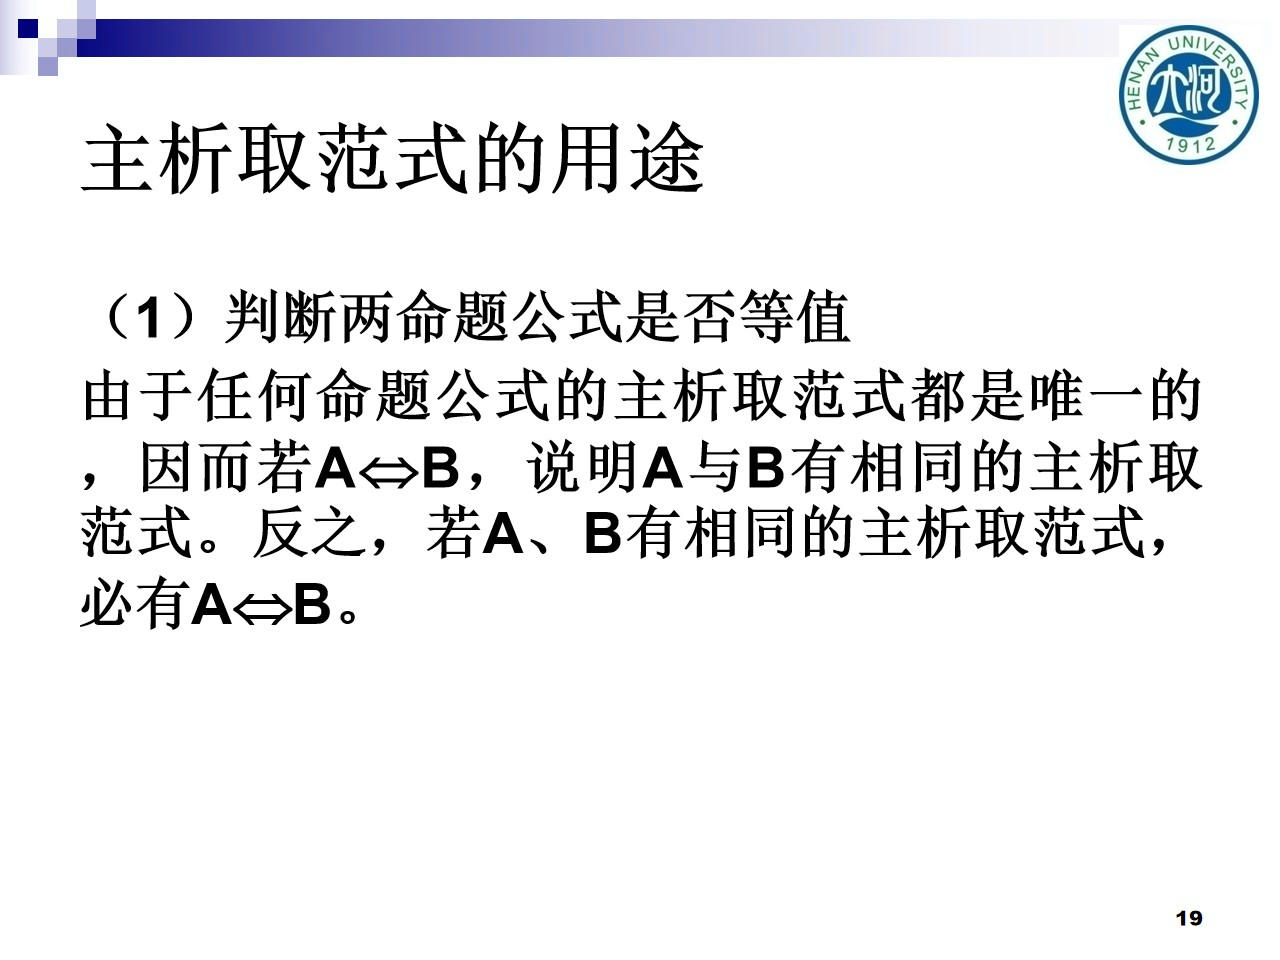 HENAN UNIVERSITY
大河
1912
主析取范式的用途
（1）判断两命题公式是否等值
由于任何命题公式的主析取范式都是唯一的
，因而若A⇔B，说明A与B有相同的主析取
范式。反之，若A、B有相同的主析取范式，
必有A⇔B。
19